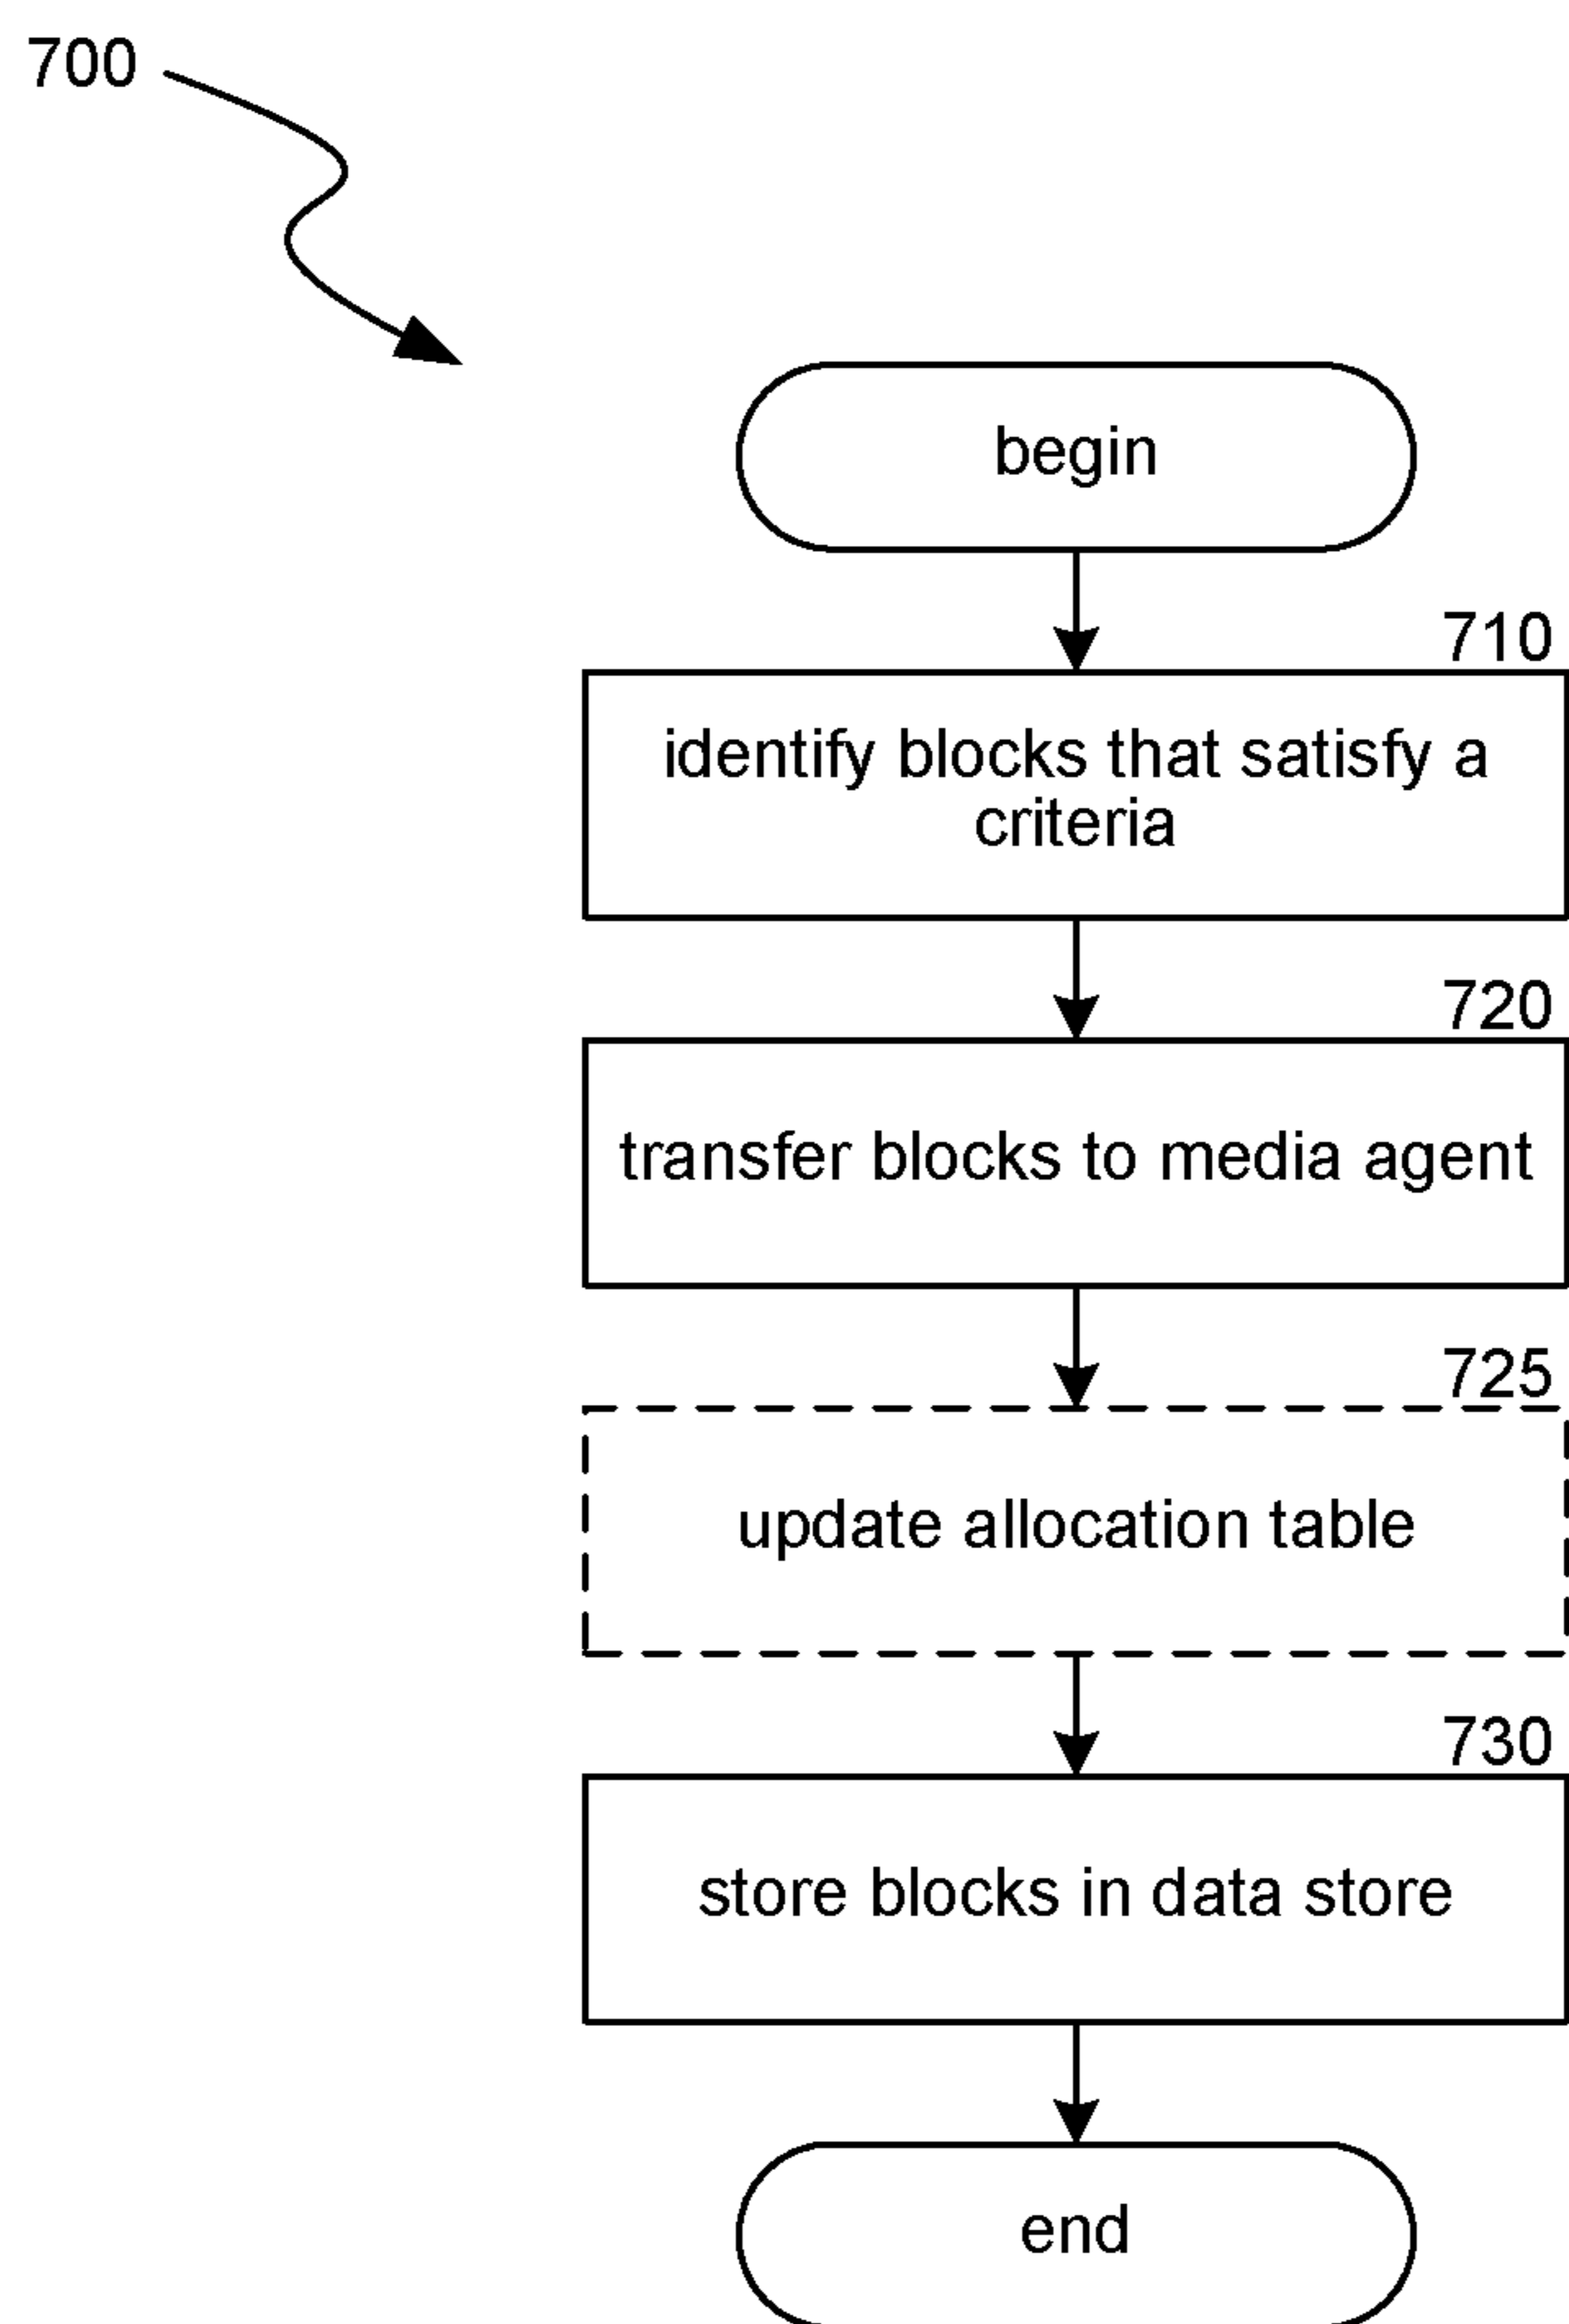 700
begin
710
identify blocks that satisfy a
criteria
720
transfer blocks to media agent
725
update allocation table
730
store blocks in data store
end